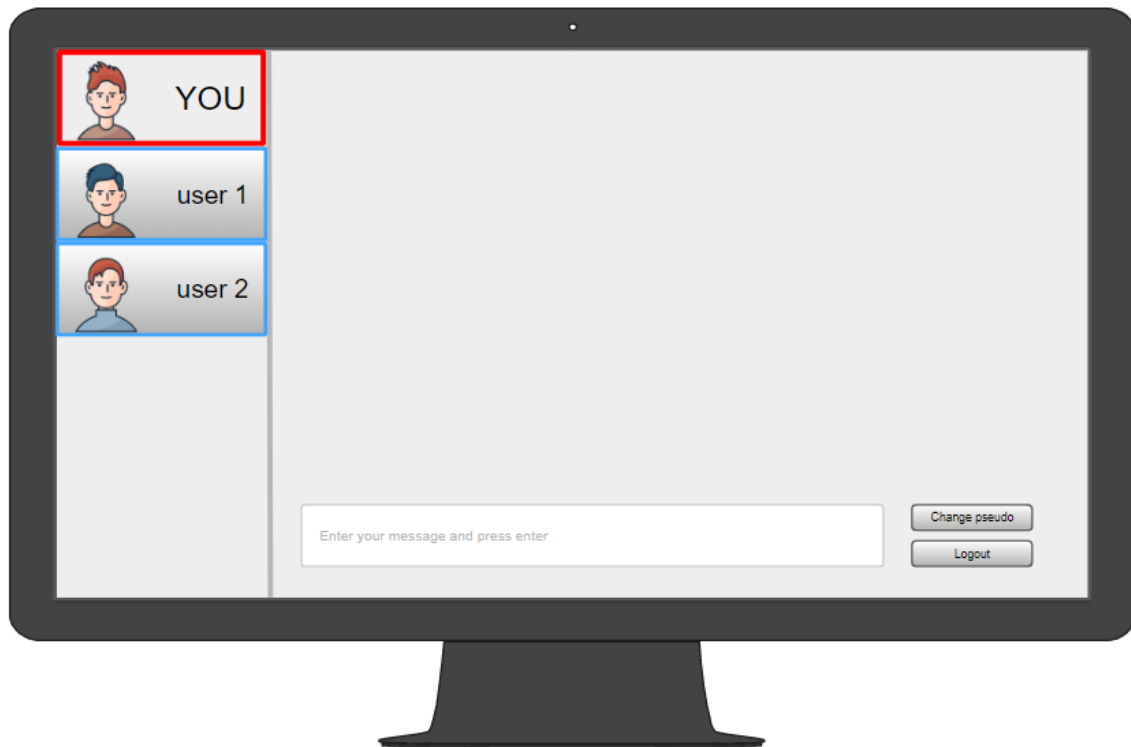 YOU
user 1
user 2
Enter your message and press enter
Change pseudo
Logout